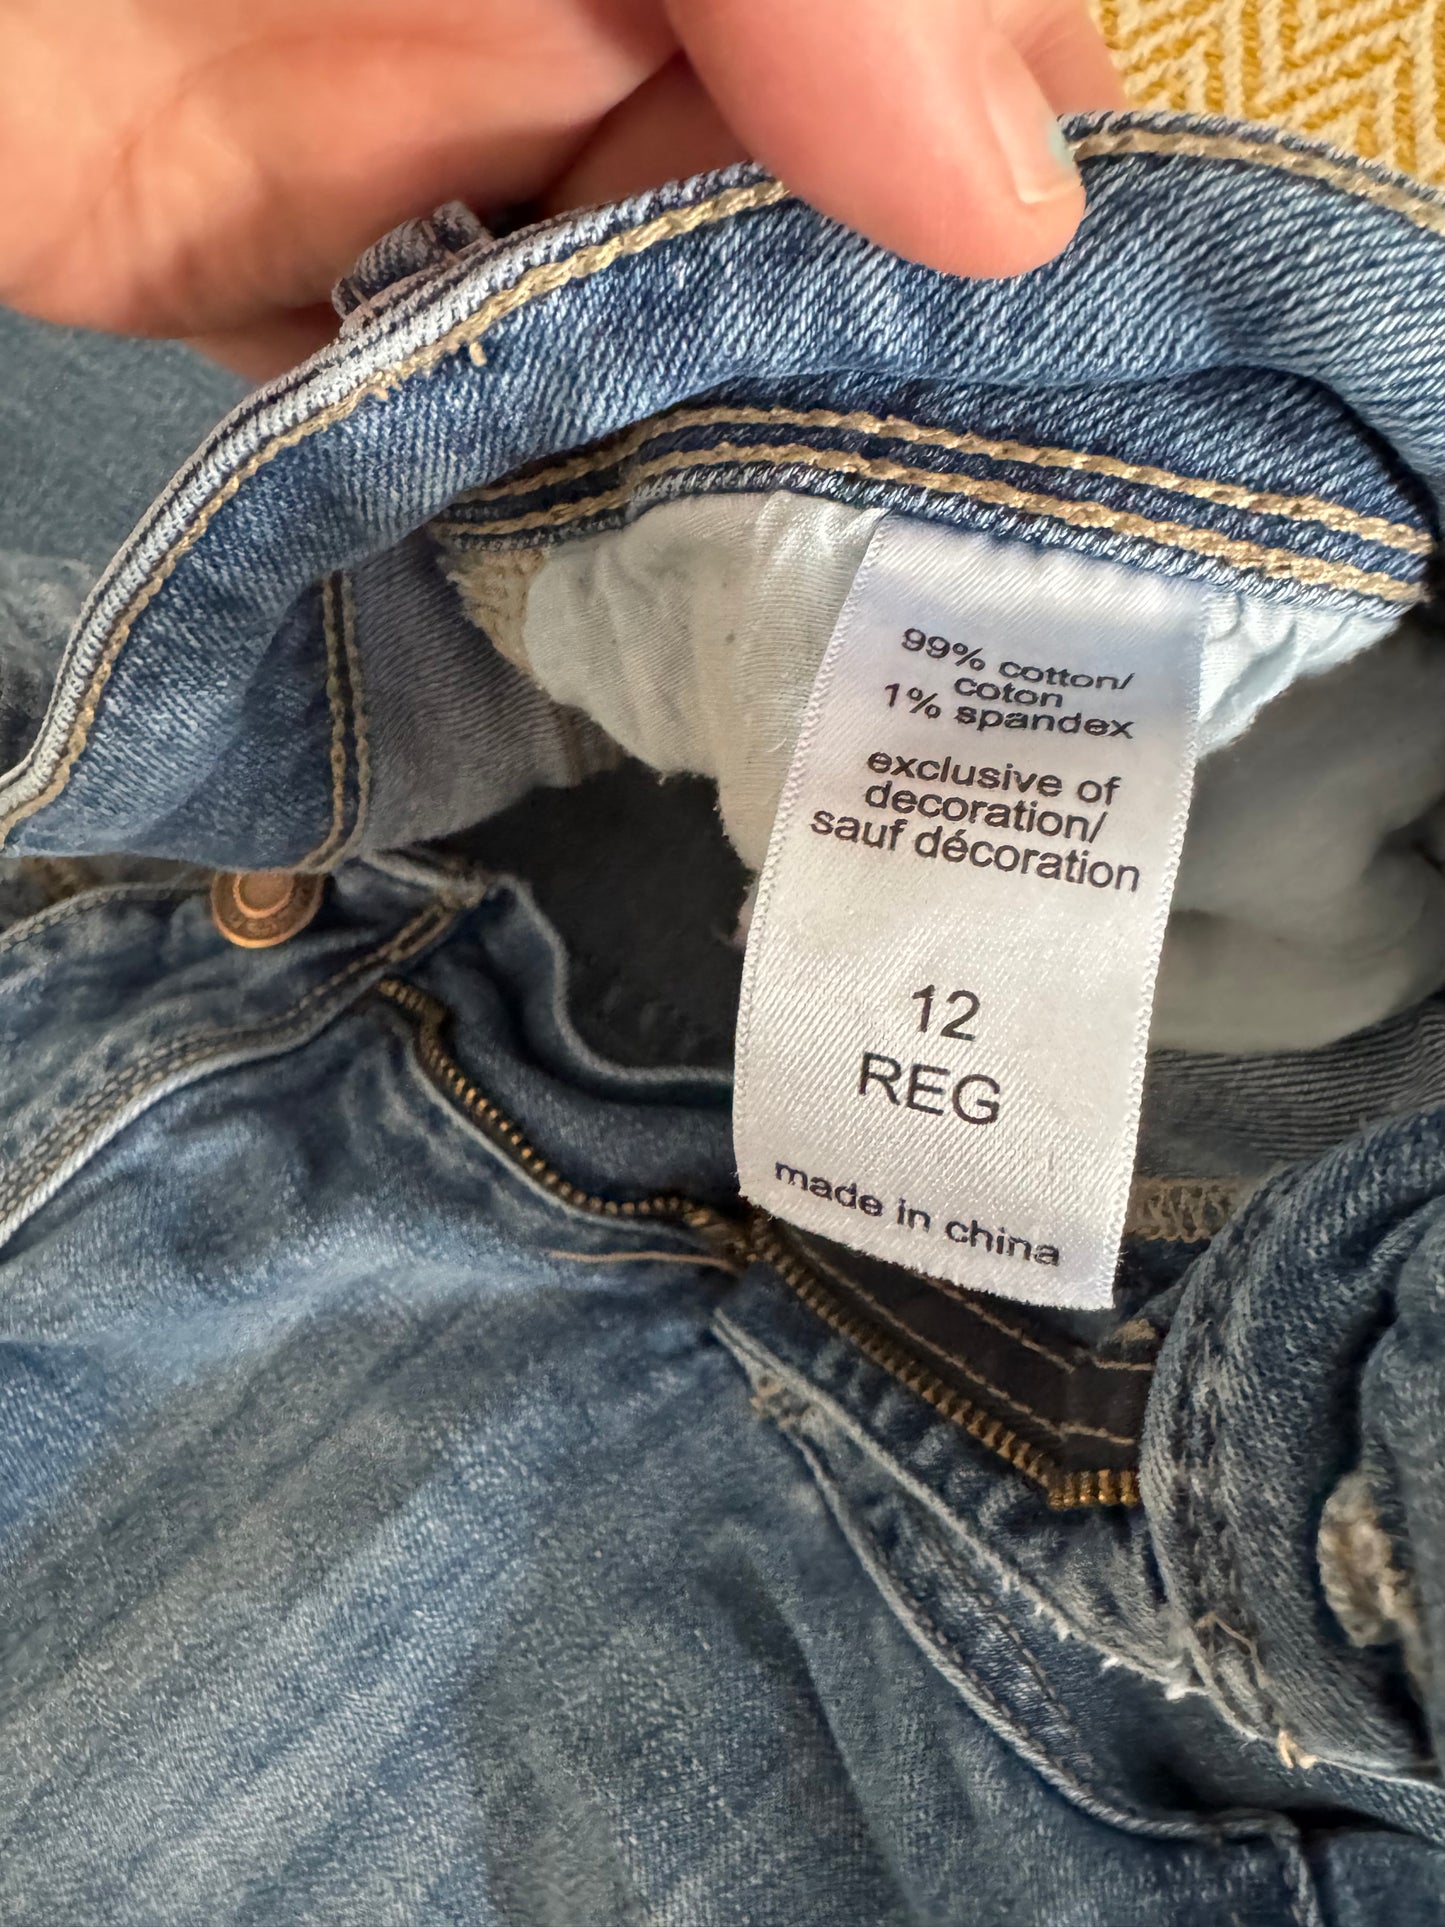 99% cotton/
coton
1% spandex
exclusive of
decoration/
sauf décoration
12
REG
made in china